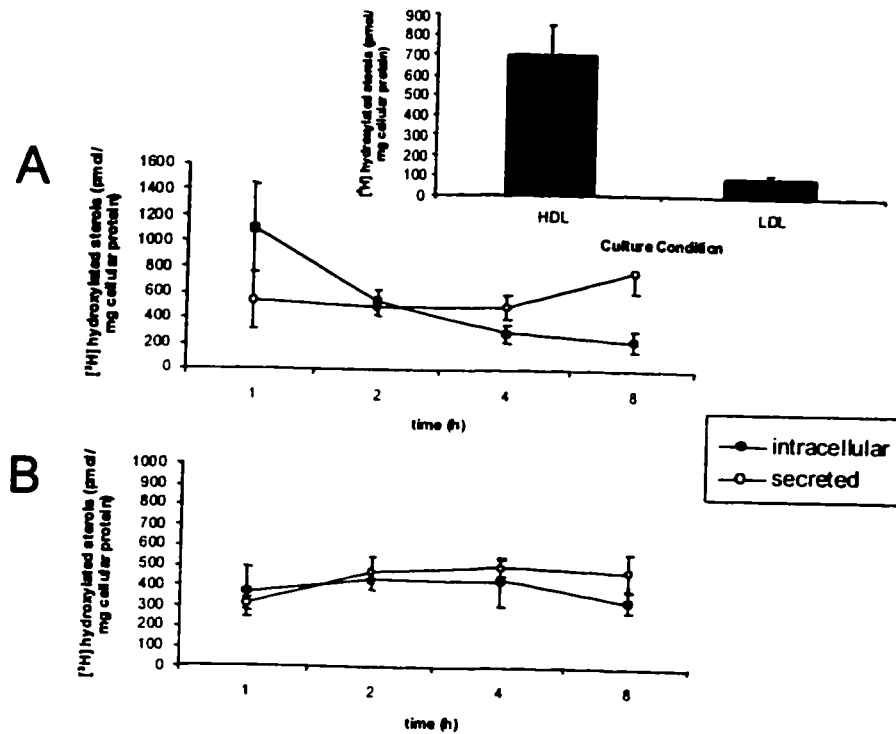 900
800
700
600
500
400
300
200
100
0
[³H] hydroxylated sterols (pmol/
mg cellular protein)
HDL
LDL
Culture Condition
A
1600
1400
1200
1000
800
600
400
200
0
[³H] hydroxylated sterols (pmol/
mg cellular protein)
1
2
4
8
time (h)
intracellular
secreted
B
1000
900
800
700
600
500
400
300
200
100
0
[³H] hydroxylated sterols (pmol/
mg cellular protein)
1
2
4
8
time (h)